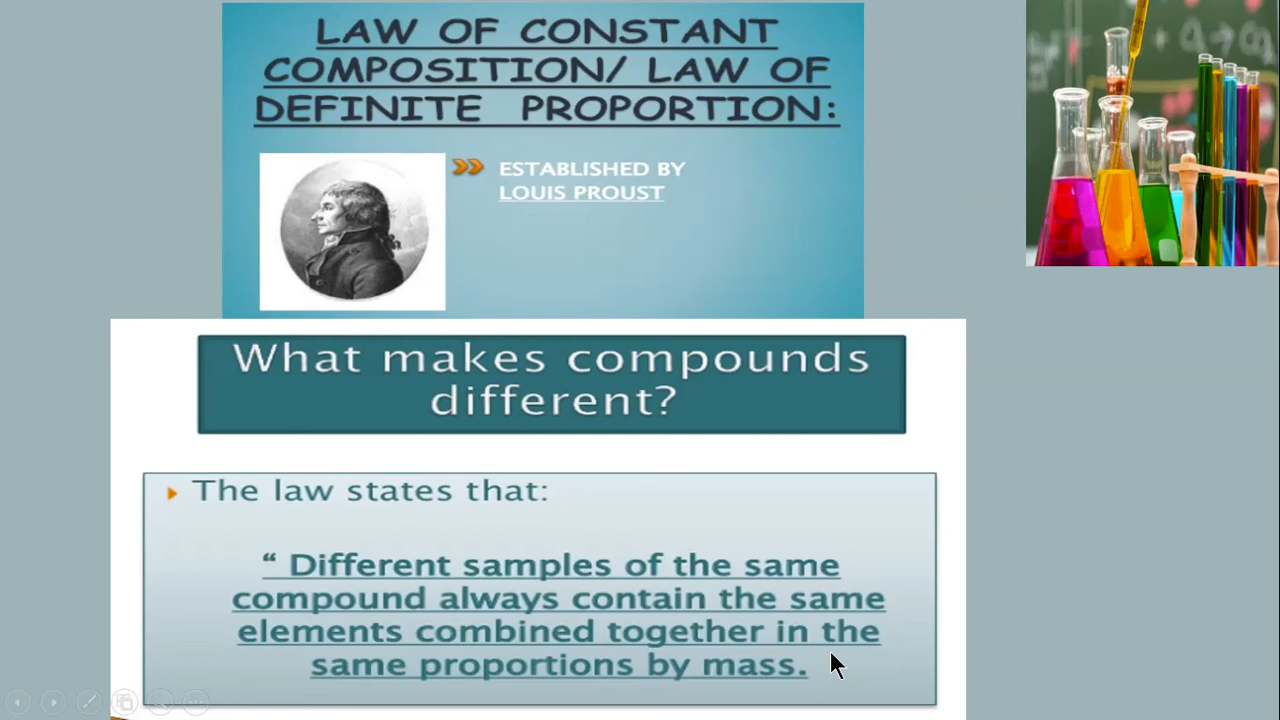 LAW OF CONSTANT
COMPOSITION/ LAW OF
DEFINITE PROPORTION:
ESTABLISHED BY
LOUIS PROUST
What makes compounds
different?
The law states that:
“ Different samples of the same
compound always contain the same
elements combined together in the
same proportions by mass.